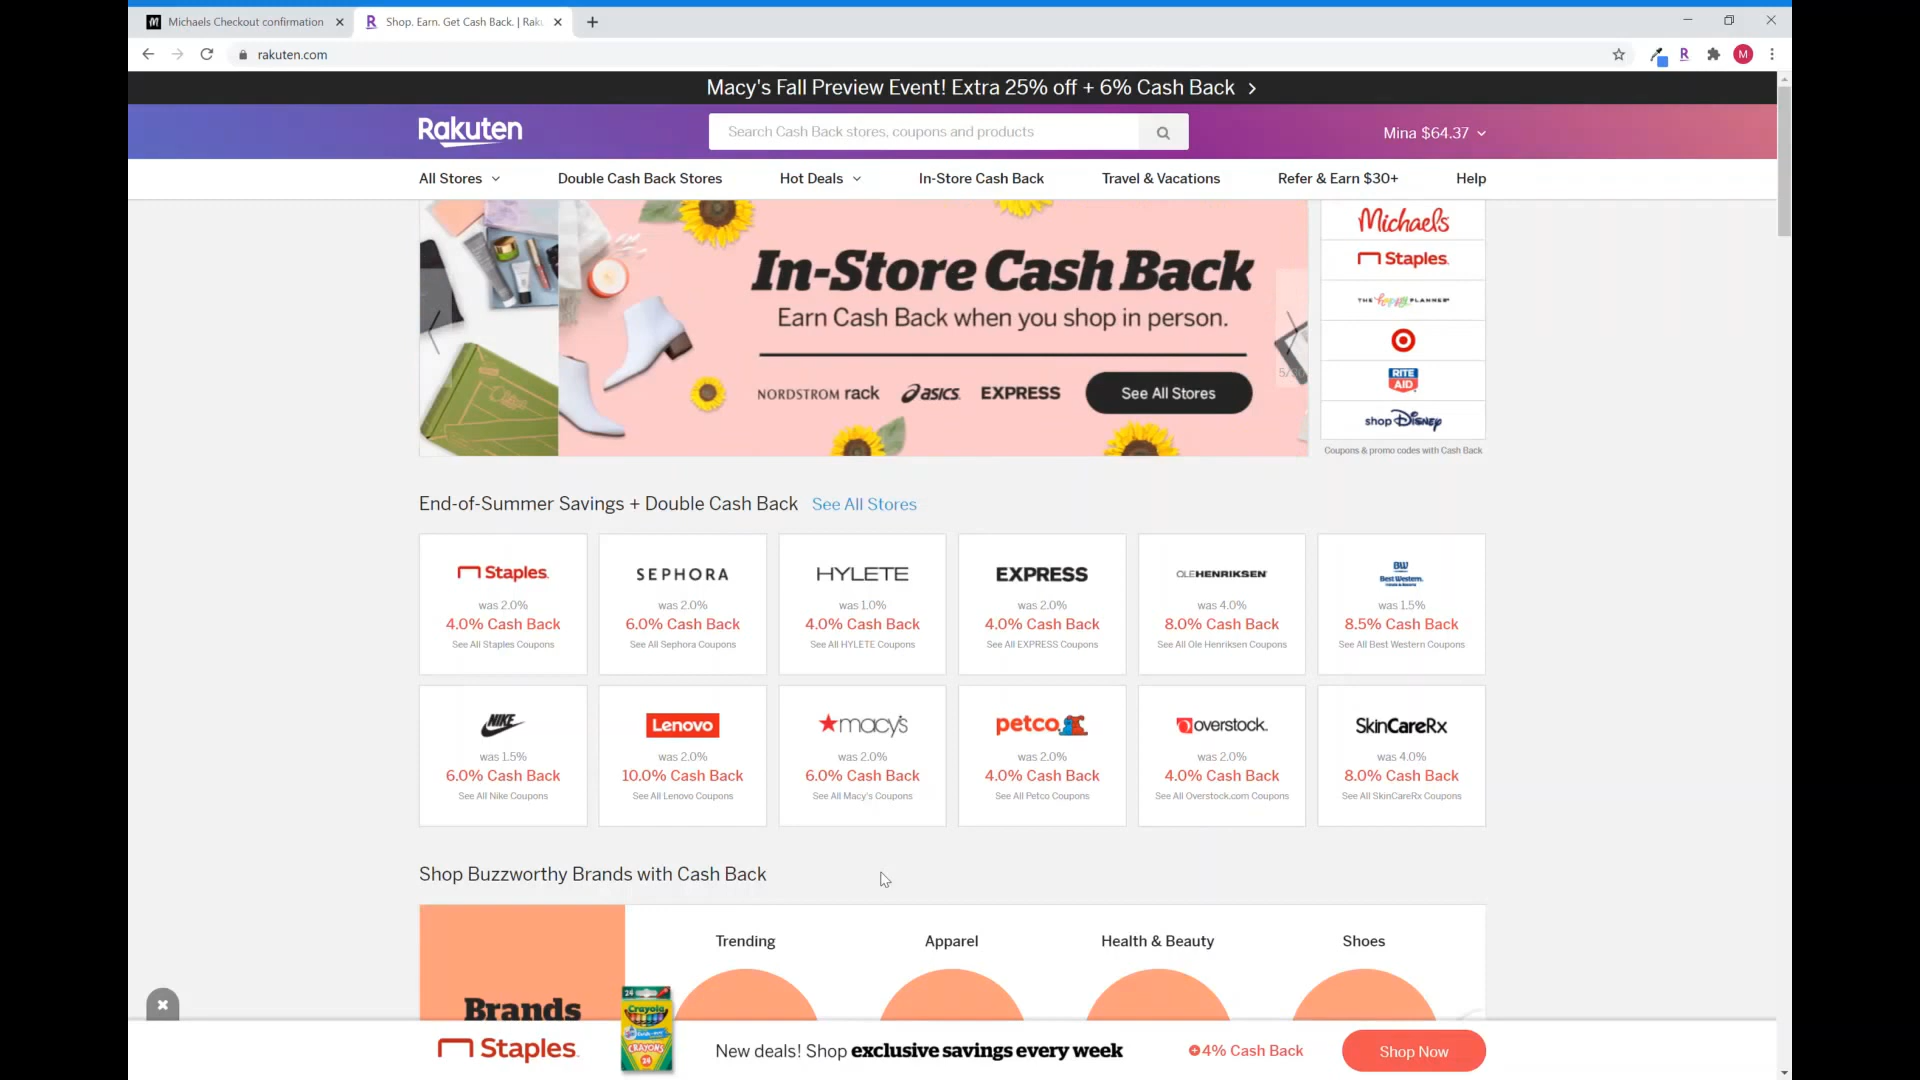 Michaels Checkout confirmation
Shop. Earn. Get Cash Back. | Raku
rakuten.com
M
Macy's Fall Preview Event! Extra 25% off + 6% Cash Back
Rakuten
Search Cash Back stores, coupons and products
Mina $64.37
All Stores
Double Cash Back Stores
Hot Deals
In-Store Cash Back
Travel & Vacations
Refer & Earn $30+
Help
In-Store Cash Back
Earn Cash Back when you shop in person.
NORDSTROM rack
asics
EXPRESS
See All Stores
Michaels
Staples
THE happy PLANNER
RITE AID
shop Disney
Coupons & promo codes with Cash Back
End-of-Summer Savings + Double Cash Back
See All Stores
Staples
was 2.0%
4.0% Cash Back
See All Staples Coupons
SEPHORA
was 2.0%
6.0% Cash Back
See All Sephora Coupons
HYLETE
was 1.0%
4.0% Cash Back
See All HYLETE Coupons
EXPRESS
was 2.0%
4.0% Cash Back
See All EXPRESS Coupons
OLEHENRIKSEN
was 4.0%
8.0% Cash Back
See All Ole Henriksen Coupons
BW
Best Western.
was 1.5%
8.5% Cash Back
See All Best Western Coupons
NIKE
was 1.5%
6.0% Cash Back
See All Nike Coupons
Lenovo
was 2.0%
10.0% Cash Back
See All Lenovo Coupons
macy's
was 2.0%
6.0% Cash Back
See All Macy's Coupons
petco
was 2.0%
4.0% Cash Back
See All Petco Coupons
overstock.
was 2.0%
4.0% Cash Back
See All Overstock.com Coupons
SkinCareRx
was 4.0%
8.0% Cash Back
See All SkinCareRx Coupons
Shop Buzzworthy Brands with Cash Back
Trending
Apparel
Health & Beauty
Shoes
Brands
Staples
24
Crayola
CRAYONS
24
New deals! Shop exclusive savings every week
4% Cash Back
Shop Now